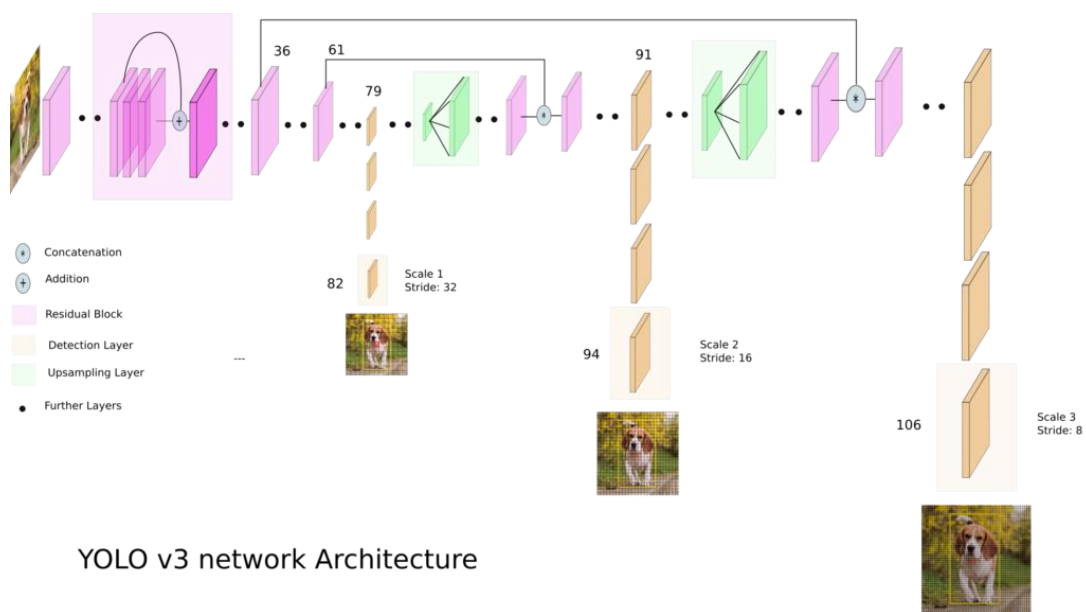 36
61
91
79
*
*
+
*
Concatenation
+
Addition
82
Scale 1
Stride: 32
Residual Block
Detection Layer
---
Upsampling Layer
94
Scale 2
Stride: 16
Further Layers
106
Scale 3
Stride: 8
YOLO v3 network Architecture